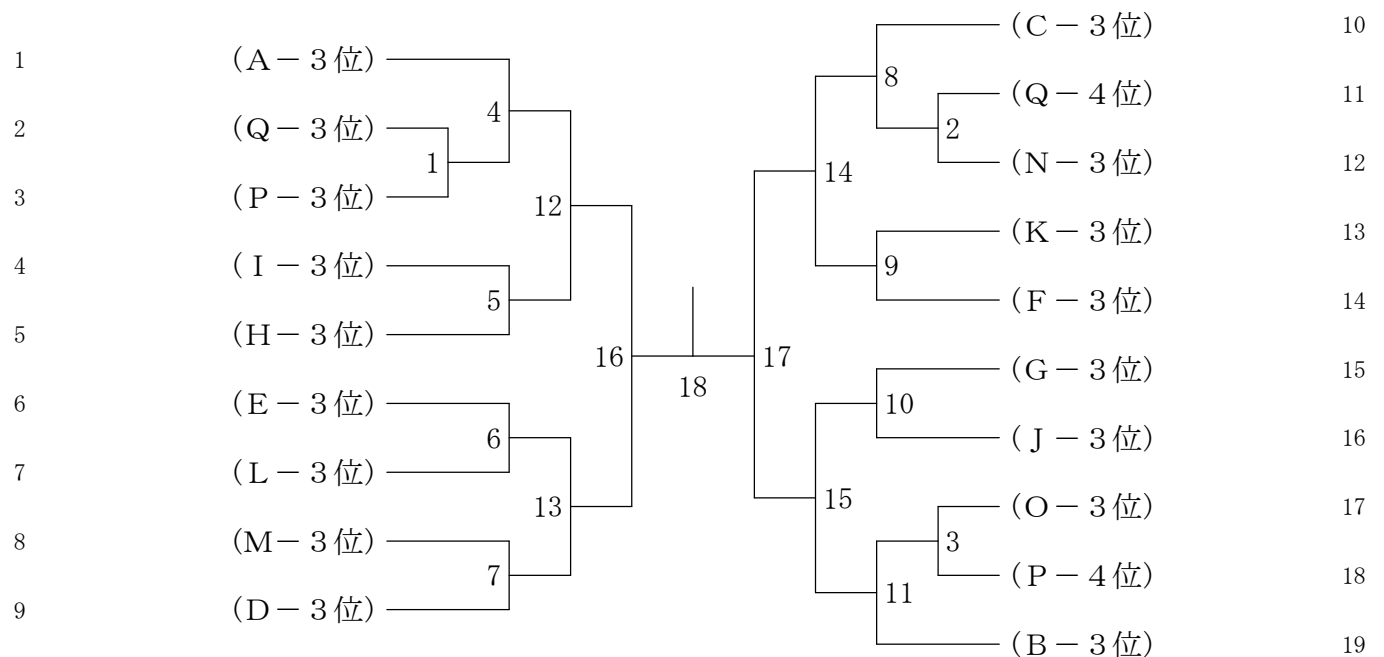 1 (A－3位)
2 (Q－3位)
3 (P－3位)
4 (I－3位)
5 (H－3位)
6 (E－3位)
7 (L－3位)
8 (M－3位)
9 (D－3位)
4
1
12
5
16
6
13
7
18
(C－3位) 10
(Q－4位) 11
(N－3位) 12
(K－3位) 13
(F－3位) 14
(G－3位) 15
(J－3位) 16
(O－3位) 17
(P－4位) 18
(B－3位) 19
8
2
14
9
17
10
15
3
11